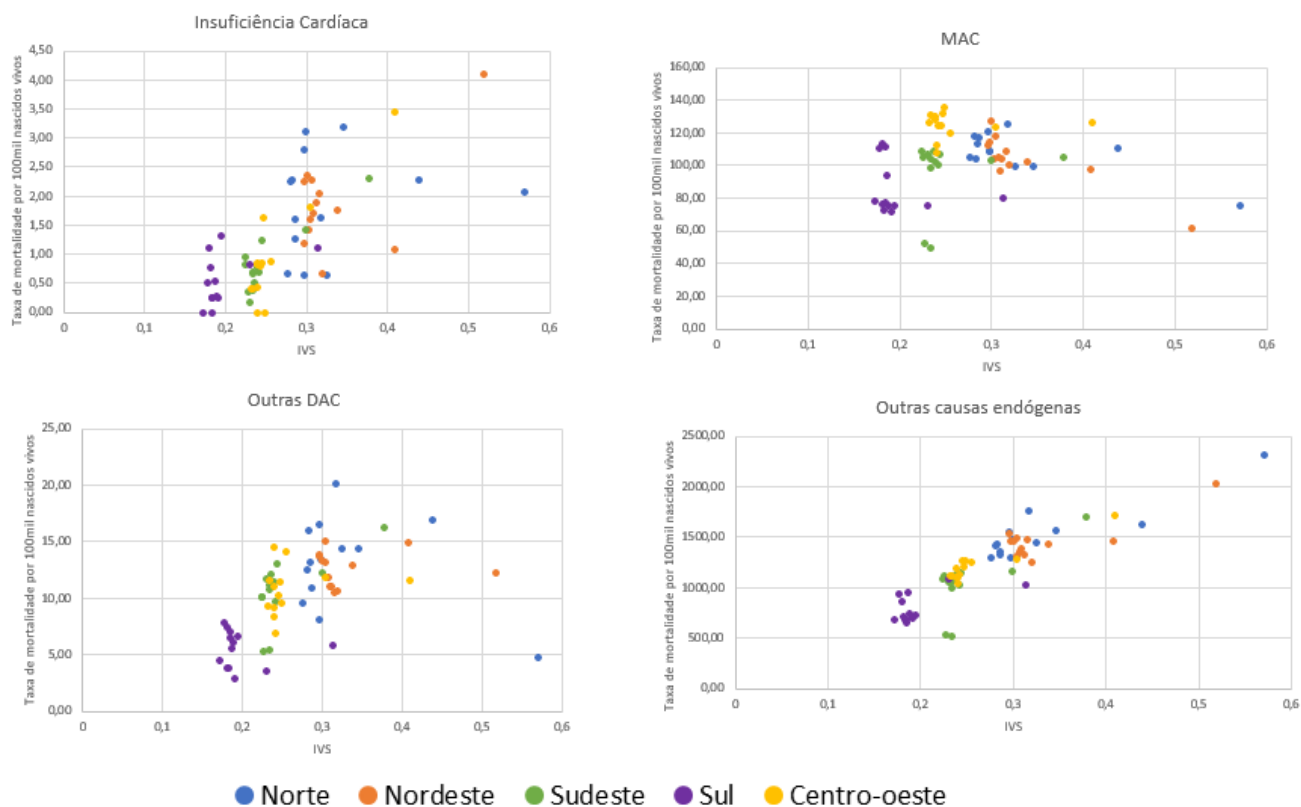 Insuficiência Cardíaca
Taxa de mortalidade por 100mil nascidos vivos
4,50
4,00
3,50
3,00
2,50
2,00
1,50
1,00
0,50
0,00
0 0,1 0,2 0,3 0,4 0,5 0,6
IVS
MAC
Taxa de mortalidade por 100mil nascidos vivos
160,00
140,00
120,00
100,00
80,00
60,00
40,00
20,00
0,00
0 0,1 0,2 0,3 0,4 0,5 0,6
IVS
Outras DAC
Taxa de mortalidade por 100mil nascidos vivos
25,00
20,00
15,00
10,00
5,00
0,00
0 0,1 0,2 0,3 0,4 0,5 0,6
IVS
Outras causas endógenas
Taxa de mortalidade por 100mil nascidos vivos
2500,00
2000,00
1500,00
1000,00
500,00
0,00
0 0,1 0,2 0,3 0,4 0,5 0,6
IVS
Norte Nordeste Sudeste Sul Centro-oeste